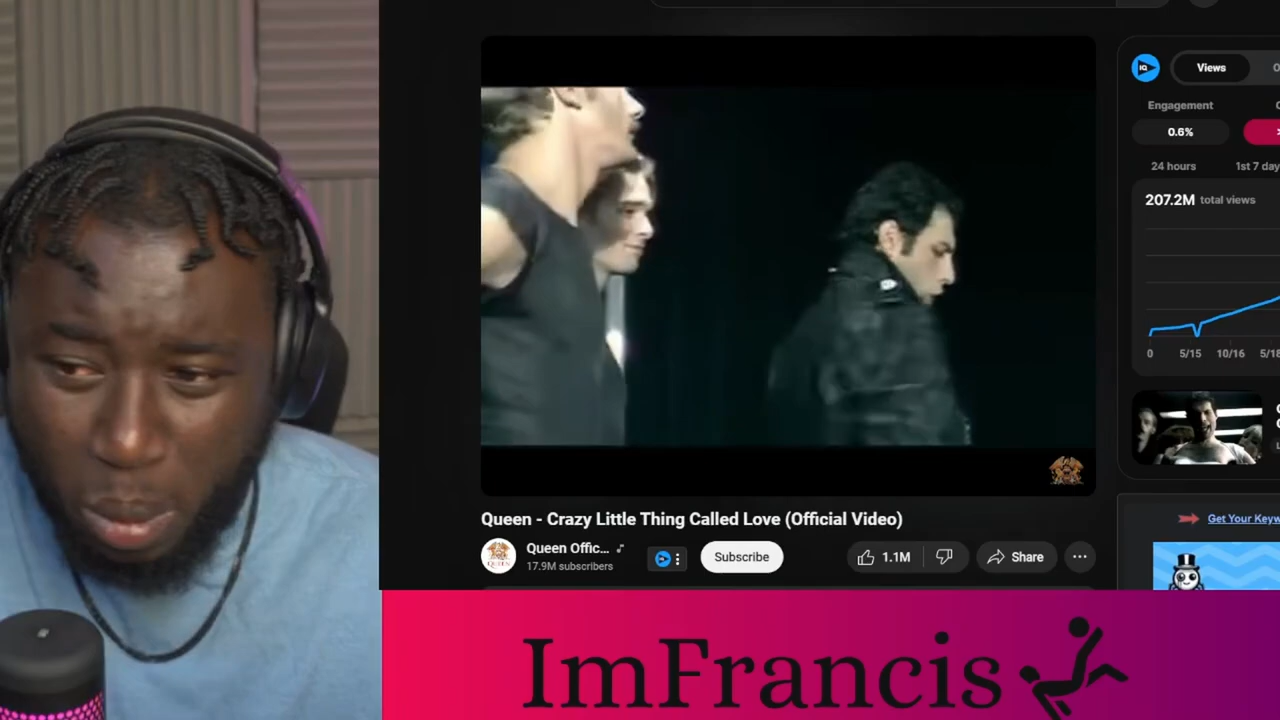 Views
Engagement
0.6%
24 hours
1st 7 day
207.2M total views
0 5/15 10/16 5/18
Queen - Crazy Little Thing Called Love (Official Video)
Queen Offic...
17.9M subscribers
Subscribe
1.1M
Share
Get Your Keyw
ImFrancis